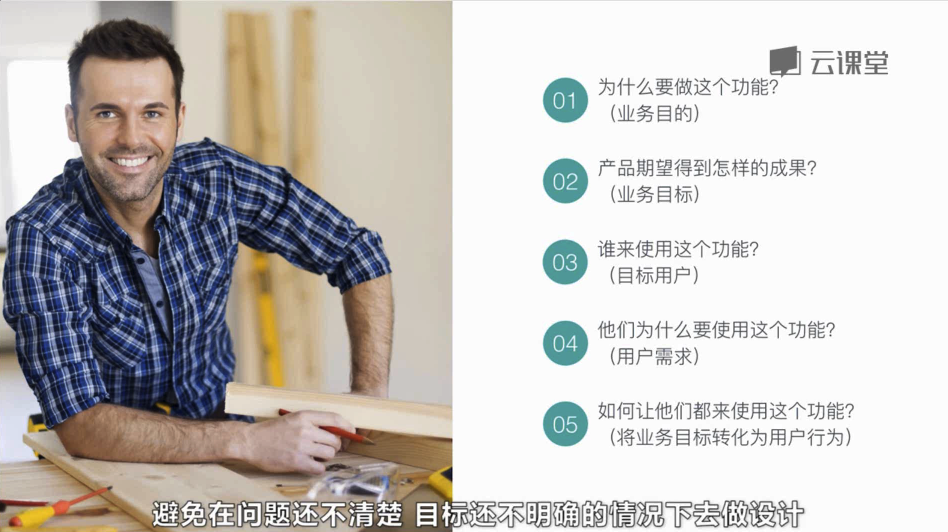 云课堂
01
为什么要做这个功能?
(业务目的)
02
产品期望得到怎样的成果?
(业务目标)
03
谁来使用这个功能?
(目标用户)
04
他们为什么要使用这个功能?
(用户需求)
05
如何让他们都来使用这个功能?
(将业务目标转化为用户行为)
避免在问题还不清楚 目标还不明确的情况下去做设计